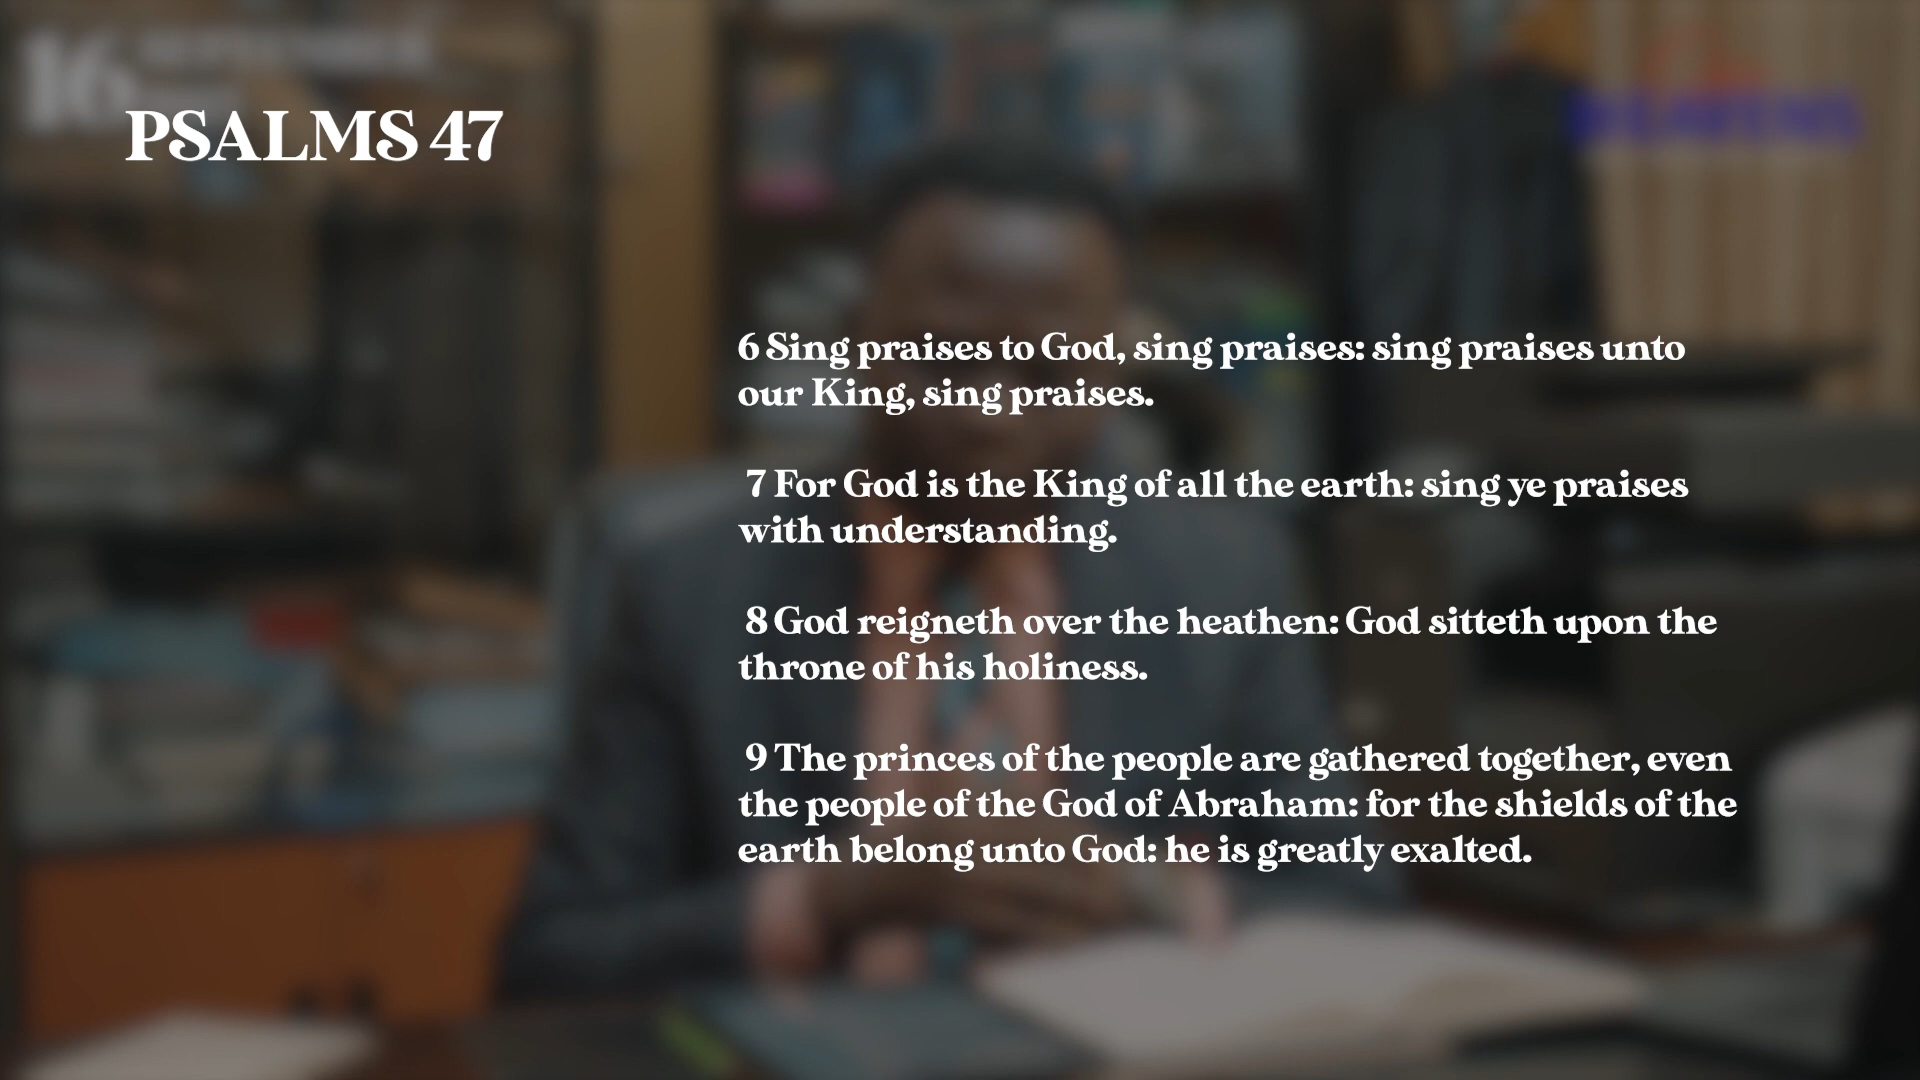 16 SEPTEMBER
PSALMS 47
6 Sing praises to God, sing praises: sing praises unto
our King, sing praises.
7 For God is the King of all the earth: sing ye praises
with understanding.
8 God reigneth over the heathen: God sitteth upon the
throne of his holiness.
9 The princes of the people are gathered together, even
the people of the God of Abraham: for the shields of the
earth belong unto God: he is greatly exalted.